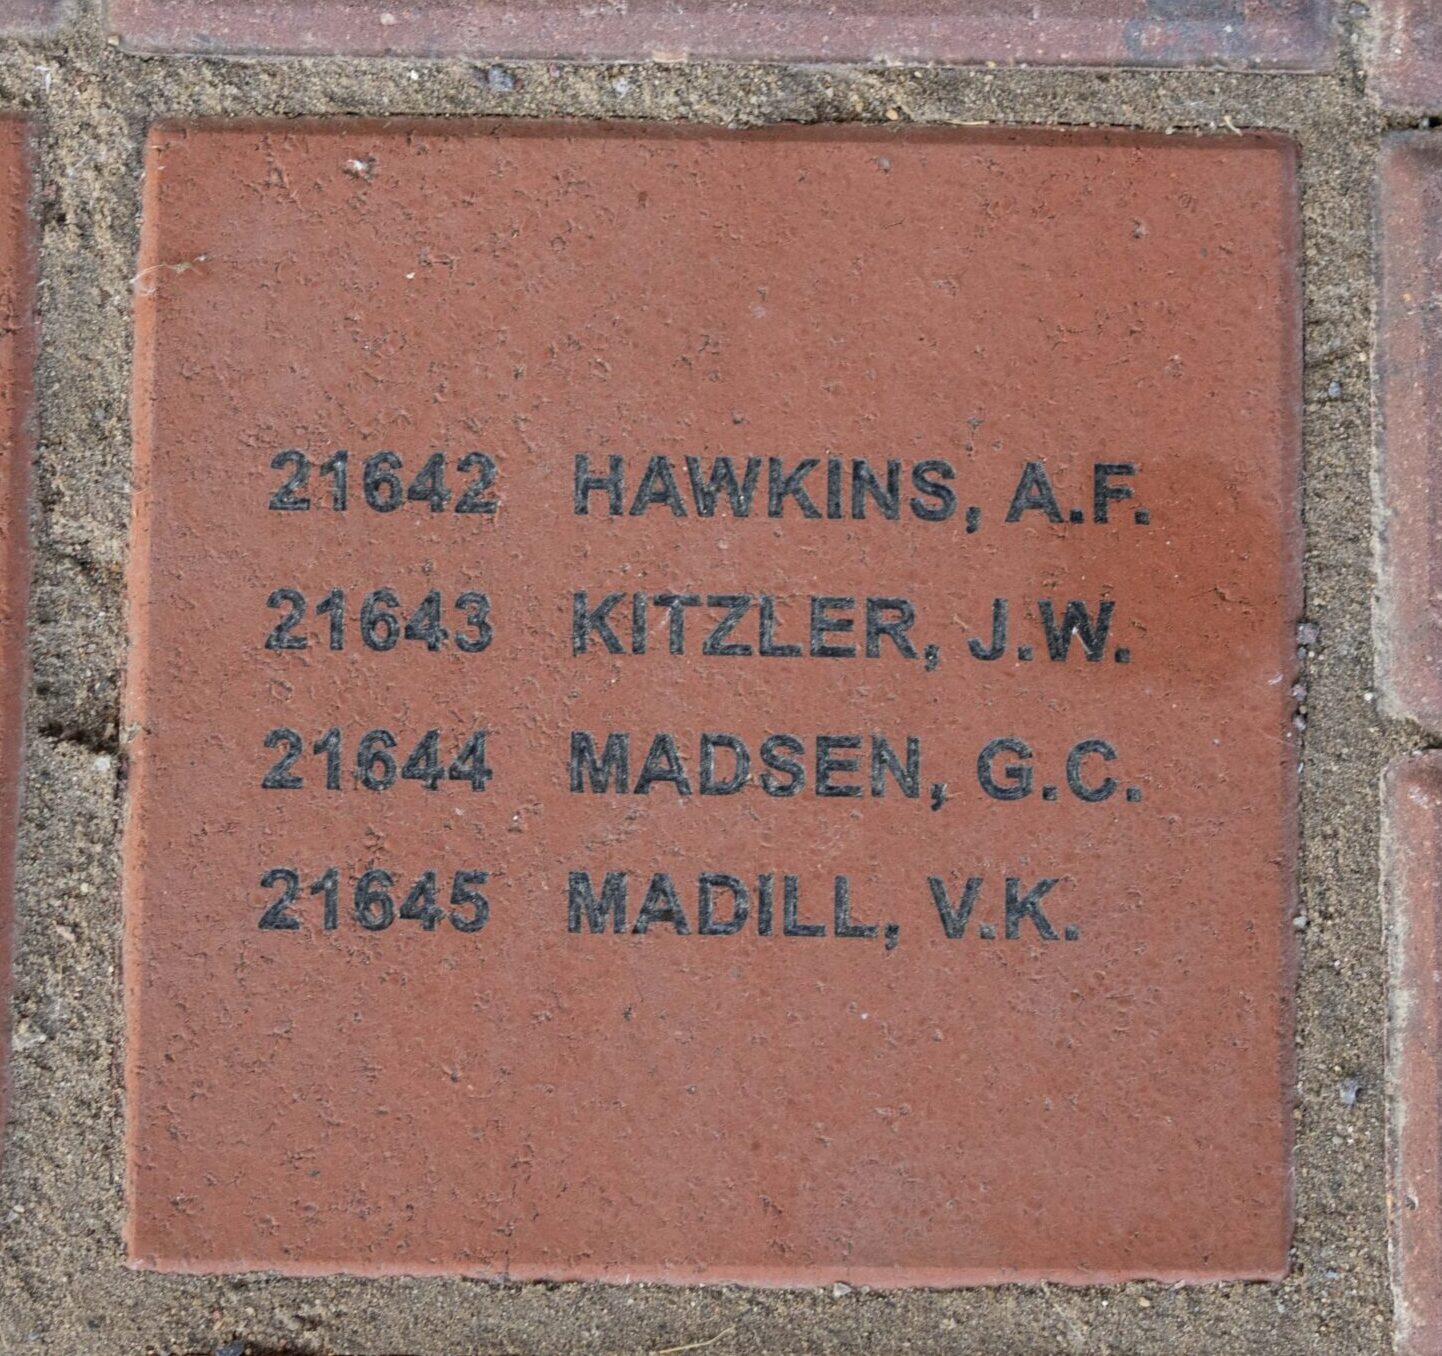 21642 HAWKINS, A.F.
21643 KITZLER, J.W.
21644 MADSEN, G.C.
21645 MADILL, V.K.